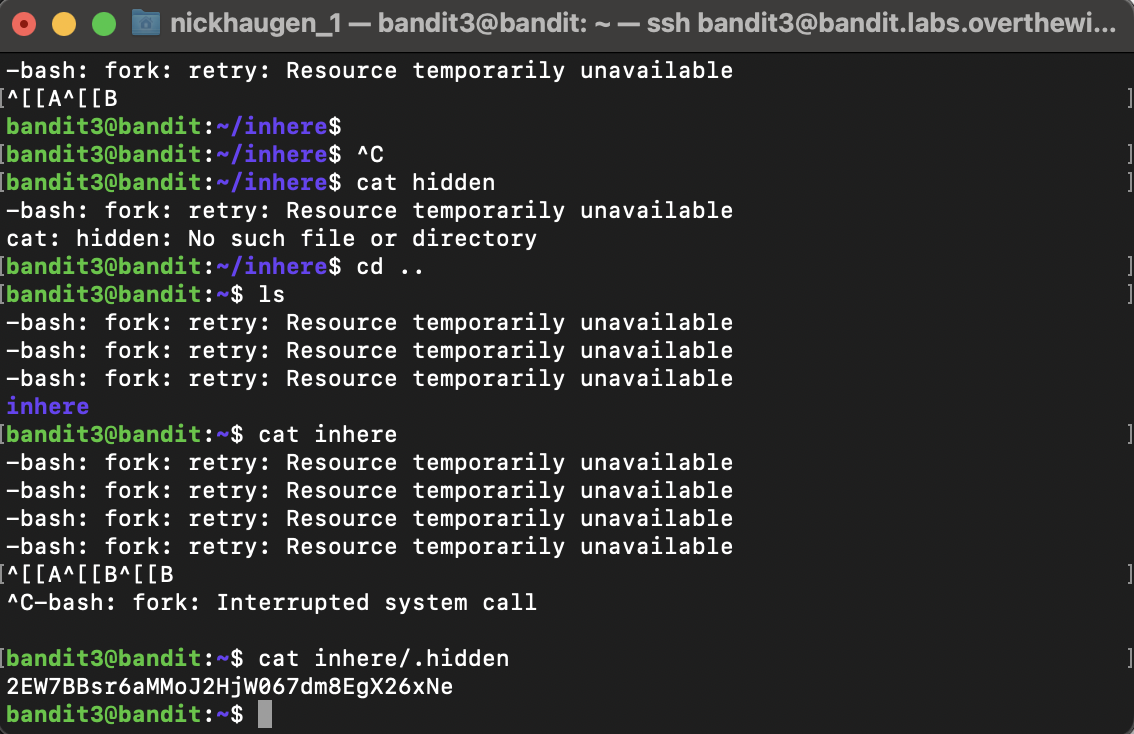 nickhaugen_1 — bandit3@bandit: ~ — ssh bandit3@bandit.labs.overthewi...
-bash: fork: retry: Resource temporarily unavailable
^[[A^[[B
bandit3@bandit:~/inhere$
bandit3@bandit:~/inhere$ ^C
bandit3@bandit:~/inhere$ cat hidden
-bash: fork: retry: Resource temporarily unavailable
cat: hidden: No such file or directory
bandit3@bandit:~/inhere$ cd ..
bandit3@bandit:~$ ls
-bash: fork: retry: Resource temporarily unavailable
-bash: fork: retry: Resource temporarily unavailable
-bash: fork: retry: Resource temporarily unavailable
inhere
bandit3@bandit:~$ cat inhere
-bash: fork: retry: Resource temporarily unavailable
-bash: fork: retry: Resource temporarily unavailable
-bash: fork: retry: Resource temporarily unavailable
-bash: fork: retry: Resource temporarily unavailable
^[[A^[[B^[[B
^C-bash: fork: Interrupted system call
bandit3@bandit:~$ cat inhere/.hidden
2EW7BBsr6aMMoJ2HjW067dm8EgX26xNe
bandit3@bandit:~$